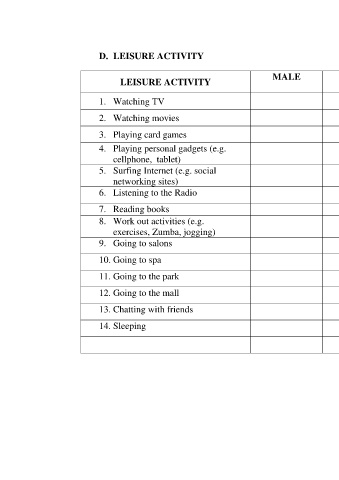 D. LEISURE ACTIVITY
LEISURE ACTIVITY
MALE
1. Watching TV
2. Watching movies
3. Playing card games
4. Playing personal gadgets (e.g.
cellphone, tablet)
5. Surfing Internet (e.g. social
networking sites)
6. Listening to the Radio
7. Reading books
8. Work out activities (e.g.
exercises, Zumba, jogging)
9. Going to salons
10. Going to spa
11. Going to the park
12. Going to the mall
13. Chatting with friends
14. Sleeping